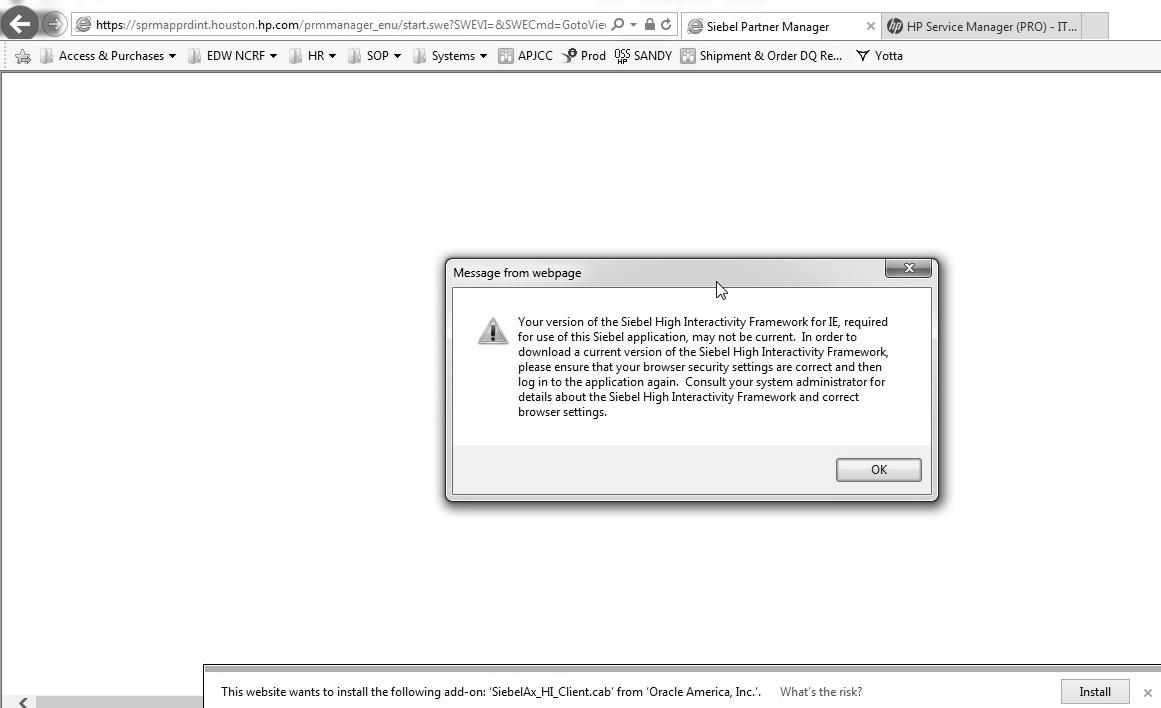 https://sprmapprdint.houston.hp.com/prmmanager_enu/start.swe?SWEVI=&SWECmd=GotoVie
Siebel Partner Manager
HP Service Manager (PRO) - IT...
Access & Purchases
EDW NCRF
HR
SOP
Systems
APJCC
Prod
OSS HP
SANDY
Shipment & Order DQ Re...
Yotta
Message from webpage
Your version of the Siebel High Interactivity Framework for IE, required
for use of this Siebel application, may not be current.  In order to
download a current version of the Siebel High Interactivity Framework,
please ensure that your browser security settings are correct and then
log in to the application again.  Consult your system administrator for
details about the Siebel High Interactivity Framework and correct
browser settings.
OK
This website wants to install the following add-on: ‘SiebelAx_HI_Client.cab’ from ‘Oracle America, Inc.’.
What's the risk?
Install